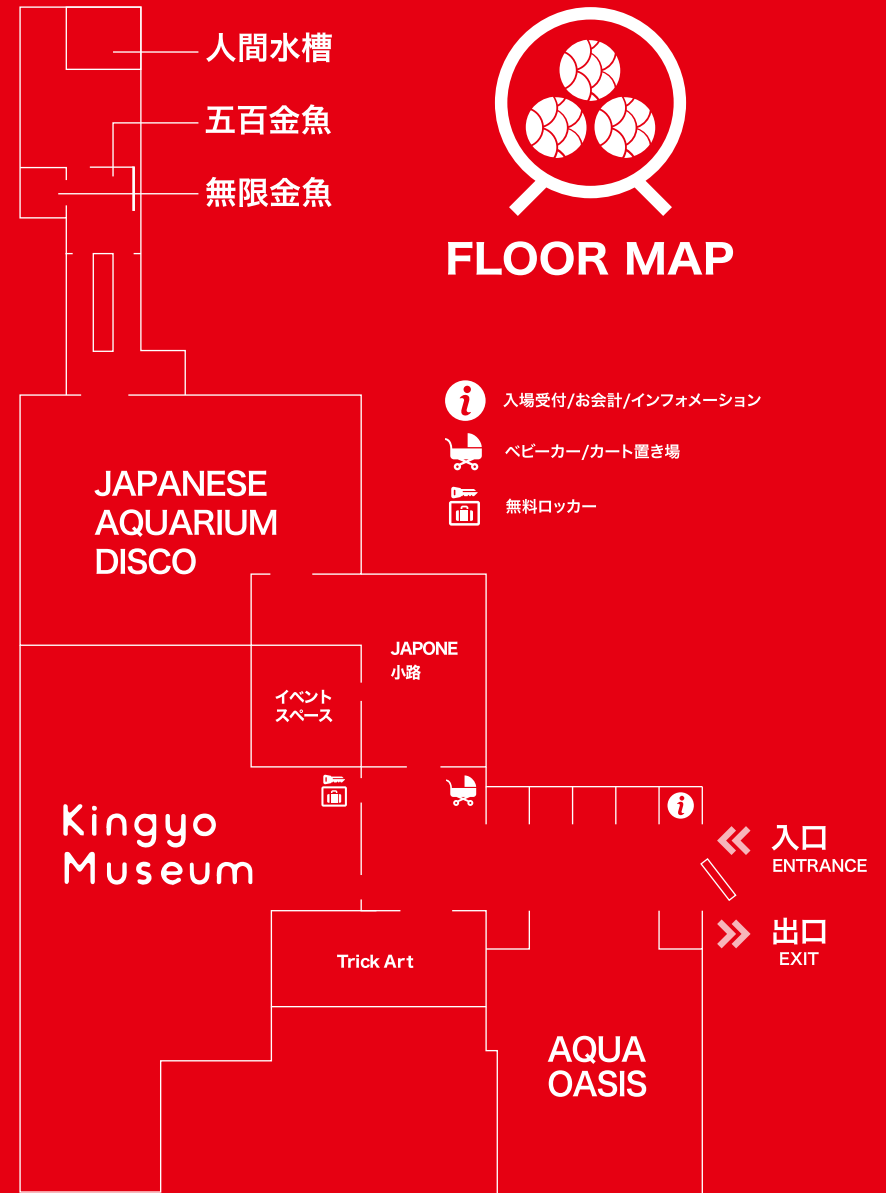 人間水槽
五百金魚
無限金魚
FLOOR MAP
入場受付/お会計/インフォメーション
ベビーカー/カート置き場
無料ロッカー
JAPANESE
AQUARIUM
DISCO
JAPONE
小路
イベント
スペース
Kingyo
Museum
入口
ENTRANCE
出口
EXIT
Trick Art
AQUA
OASIS